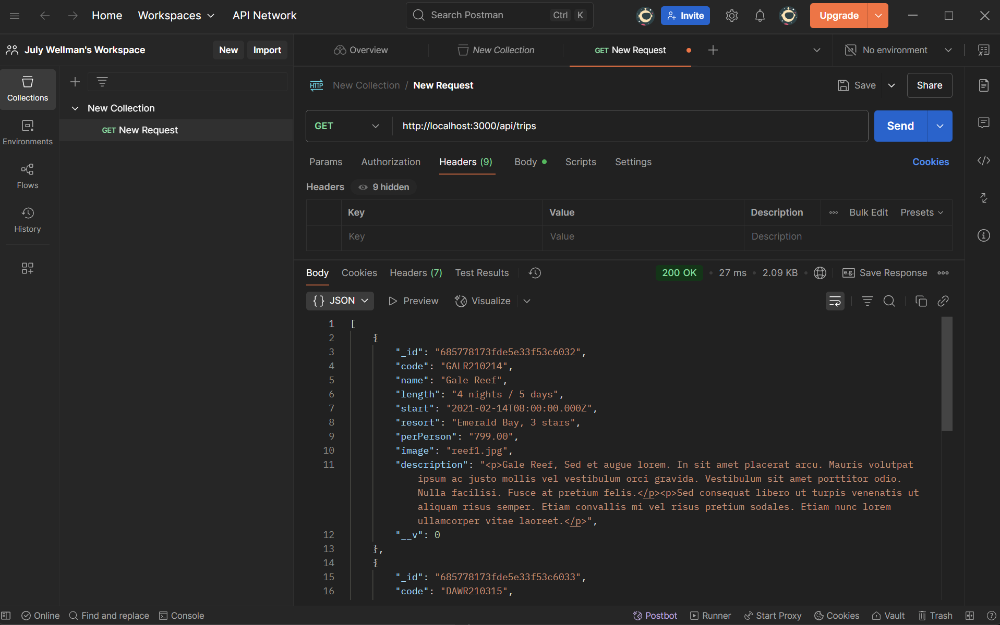 Home Workspaces API Network Search Postman Ctrl K Invite Upgrade
July Wellman's Workspace New Import Overview New Collection GET New Request No environment
Collections
Environments
Flows
History
New Collection
GET New Request
HTTP New Collection / New Request Save Share
GET http://localhost:3000/api/trips Send
Params Authorization Headers (9) Body Scripts Settings Cookies
Headers 9 hidden
Key Value Description Bulk Edit Presets
Key Value Description
Body Cookies Headers (7) Test Results 200 OK 27 ms 2.09 KB e.g. Save Response
{} JSON Preview Visualize
1 [
2 {
3 "_id": "685778173fde5e33f53c6032",
4 "code": "GALR210214",
5 "name": "Gale Reef",
6 "length": "4 nights / 5 days",
7 "start": "2021-02-14T08:00:00.000Z",
8 "resort": "Emerald Bay, 3 stars",
9 "perPerson": "799.00",
10 "image": "reef1.jpg",
11 "description": "<p>Gale Reef, Sed et augue lorem. In sit amet placerat arcu. Mauris volutpat
ipsum ac justo mollis vel vestibulum orci gravida. Vestibulum sit amet porttitor odio.
Nulla facilisi. Fusce at pretium felis.</p><p>Sed consequat libero ut turpis venenatis ut
aliquam risus semper. Etiam convallis mi vel risus pretium sodales. Etiam nunc lorem
ullamcorper vitae laoreet.</p>",
12 "__v": 0
13 },
14 {
15 "_id": "685778173fde5e33f53c6033",
16 "code": "DAWR210315",
Online Find and replace Console Postbot Runner Start Proxy Cookies Vault Trash